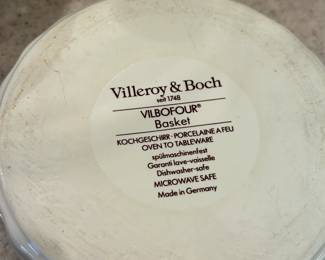 Villeroy & Boch
seit 1748
VILBOFOUR®
Basket
KOCHGESCHIRR · PORCELAINE A FEU
OVEN TO TABLEWARE
spülmaschinenfest
Garanti lave-vaisselle
Dishwasher-safe
MICROWAVE SAFE
Made in Germany